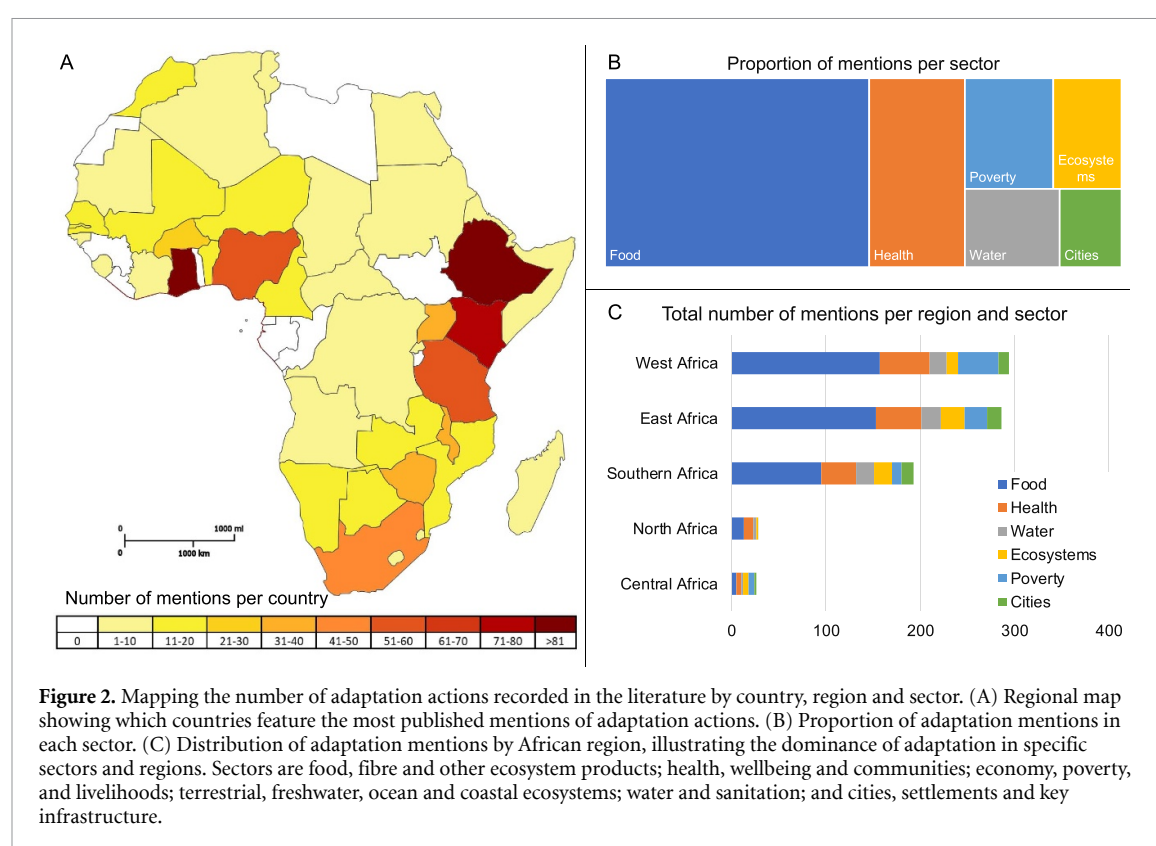 A
0
1000 ml
0
1000 km
Number of mentions per country
0
1-10
11-20
21-30
31-40
41-50
51-60
61-70
71-80
>81
B
Proportion of mentions per sector
Food
Health
Poverty
Ecosyste
ms
Water
Cities
C
Total number of mentions per region and sector
West Africa
East Africa
Southern Africa
North Africa
Central Africa
0
100
200
300
400
Food
Health
Water
Ecosystems
Poverty
Cities
Figure 2. Mapping the number of adaptation actions recorded in the literature by country, region and sector. (A) Regional map
showing which countries feature the most published mentions of adaptation actions. (B) Proportion of adaptation mentions in
each sector. (C) Distribution of adaptation mentions by African region, illustrating the dominance of adaptation in specific
sectors and regions. Sectors are food, fibre and other ecosystem products; health, wellbeing and communities; economy, poverty,
and livelihoods; terrestrial, freshwater, ocean and coastal ecosystems; water and sanitation; and cities, settlements and key
infrastructure.